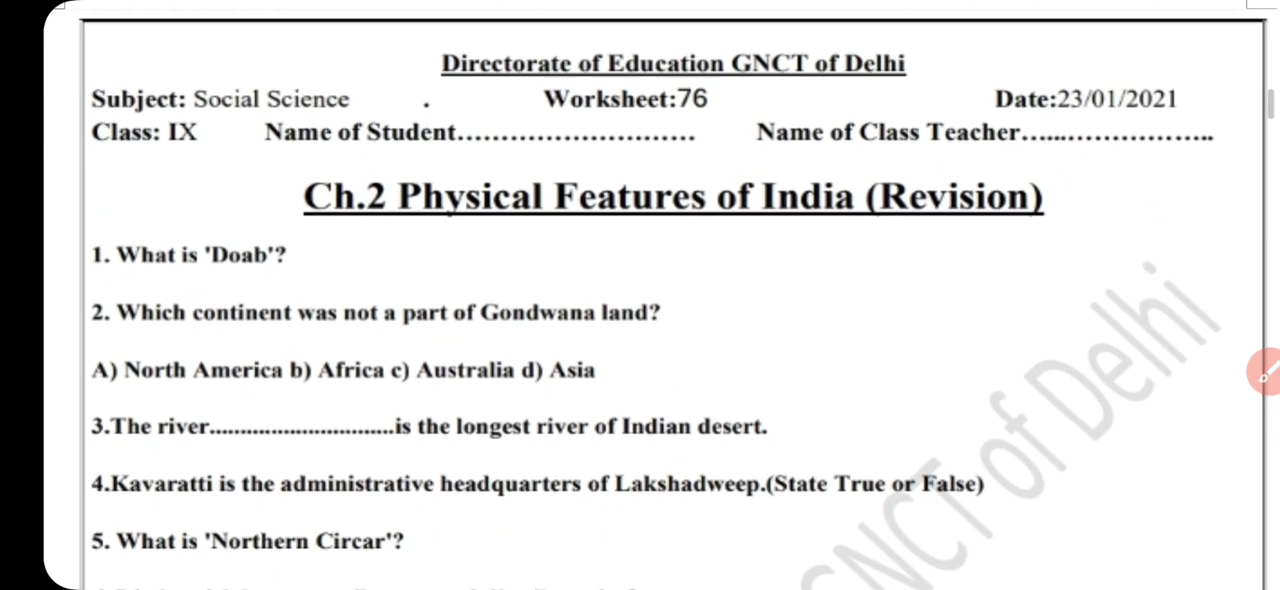 Directorate of Education GNCT of Delhi
Subject: Social Science . Worksheet:76 Date:23/01/2021
Class: IX Name of Student............................. Name of Class Teacher........................
Ch.2 Physical Features of India (Revision)
1. What is 'Doab'?
2. Which continent was not a part of Gondwana land?
A) North America b) Africa c) Australia d) Asia
3.The river..............................is the longest river of Indian desert.
4.Kavaratti is the administrative headquarters of Lakshadweep.(State True or False)
5. What is 'Northern Circar'?
GNCT of Delhi